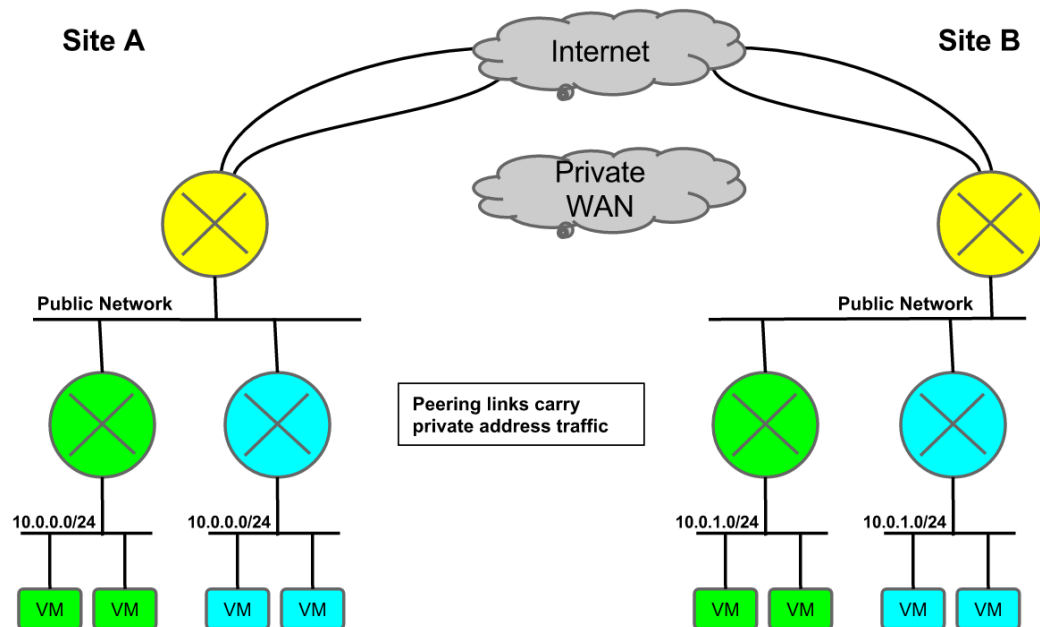 Site A
Internet
Site B
Private
WAN
Public Network
Public Network
Peering links carry
private address traffic
10.0.0.0/24
10.0.0.0/24
10.0.1.0/24
10.0.1.0/24
VM
VM
VM
VM
VM
VM
VM
VM